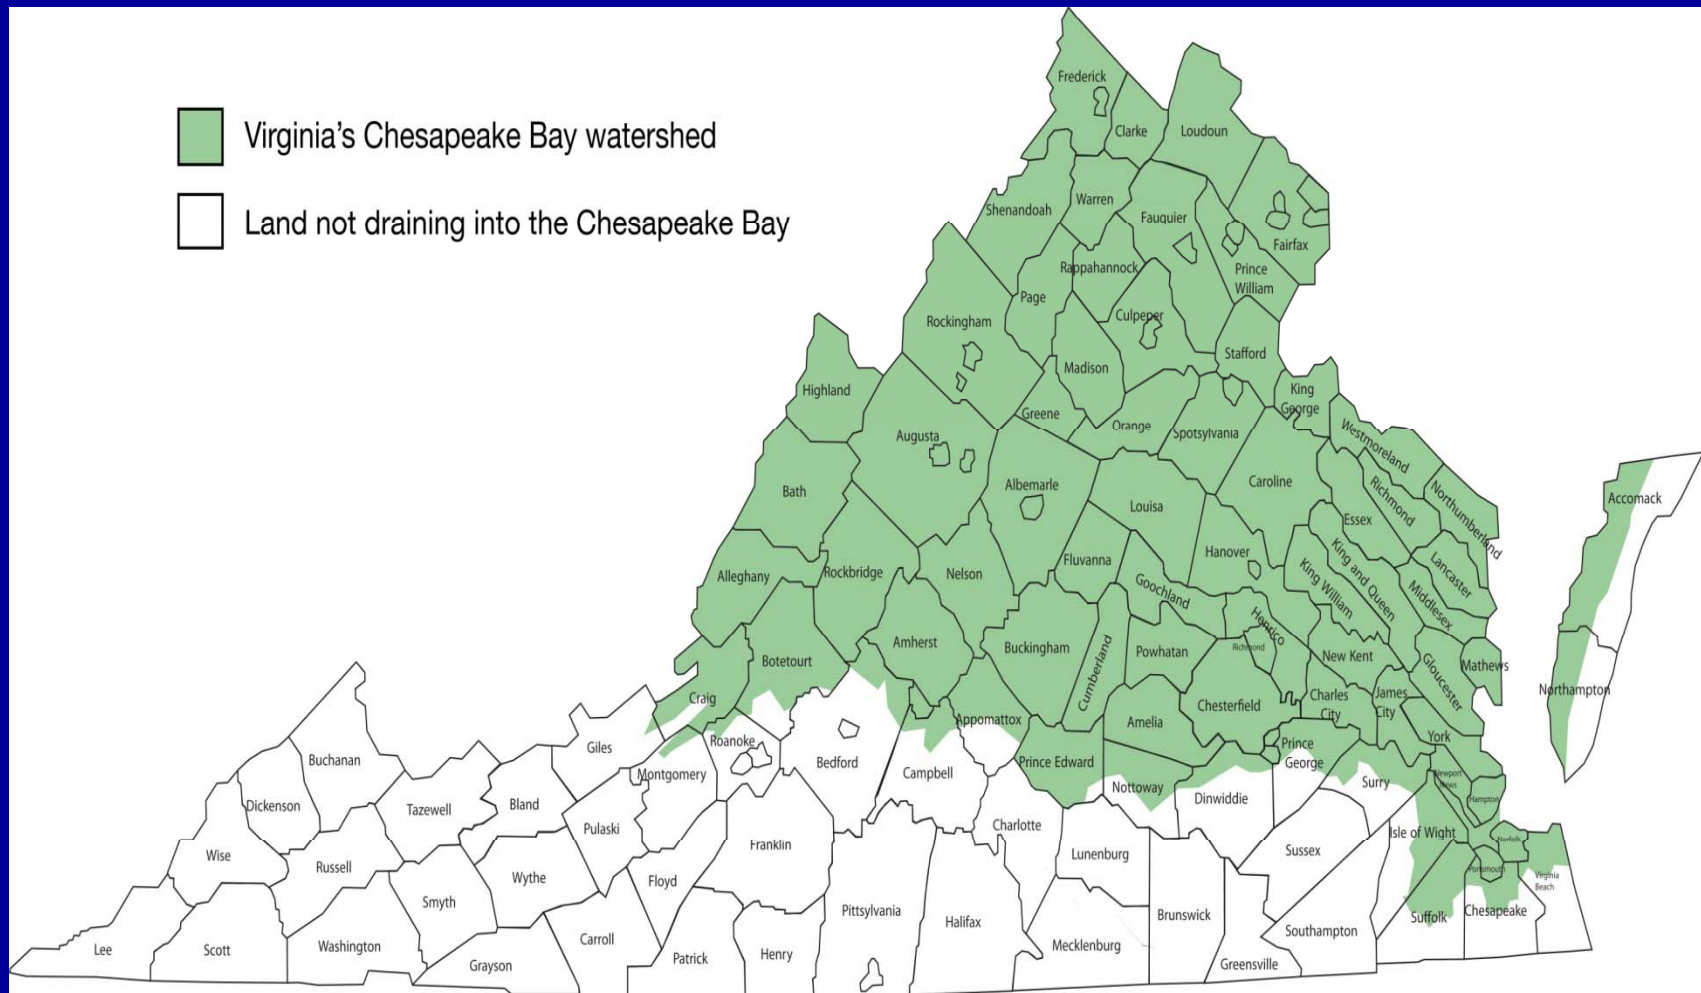 Virginia's Chesapeake Bay watershed
Land not draining into the Chesapeake Bay
Frederick
Clarke
Loudoun
Shenandoah
Warren
Fauquier
Fairfax
Rappahannock
Prince
William
Page
Rockingham
Culpeper
Stafford
Madison
Highland
King
George
Greene
Orange
Spotsylvania
Westmoreland
Augusta
Bath
Albemarle
Louisa
Caroline
Richmond
Northumberland
Accomack
Essex
Hanover
Fluvanna
Alleghany
Rockbridge
Nelson
Goochland
King William
King and Queen
Lancaster
Middlesex
Henrico
Richmond
Amherst
Buckingham
Cumberland
Powhatan
New Kent
Gloucester
Mathews
Botetourt
Craig
Northampton
Chesterfield
Charles
City
James
City
Appomattox
Amelia
York
Giles
Roanoke
Prince
George
Buchanan
Montgomery
Bedford
Campbell
Prince Edward
Nottoway
Surry
Newport
News
Hampton
Dickenson
Tazewell
Bland
Dinwiddie
Pulaski
Charlotte
Isle of Wight
Norfolk
Wise
Russell
Franklin
Lunenburg
Sussex
Portsmouth
Virginia
Beach
Wythe
Floyd
Smyth
Pittsylvania
Halifax
Brunswick
Suffolk
Chesapeake
Southampton
Lee
Scott
Washington
Carroll
Grayson
Patrick
Henry
Mecklenburg
Greensville